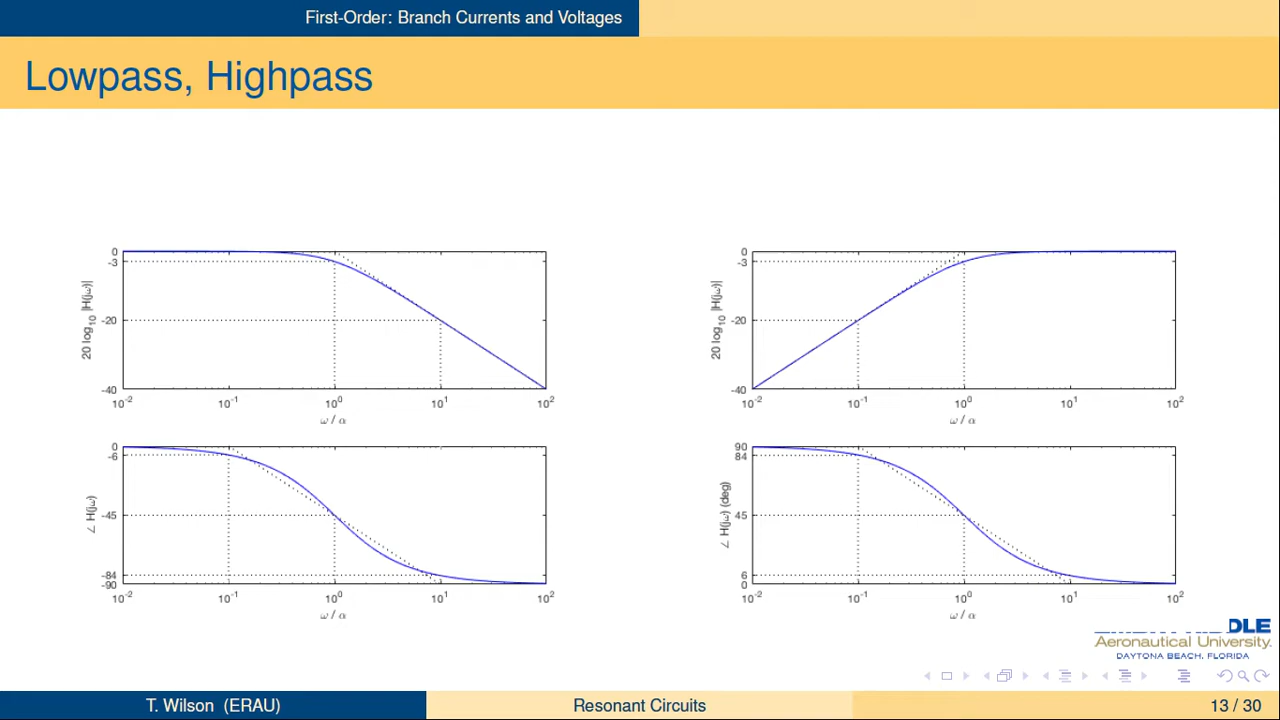 First-Order: Branch Currents and Voltages
Lowpass, Highpass
0
-3
-20
-40
20 log₁₀ |H(jω)|
10⁻² 10⁻¹ 10⁰ 10¹ 10²
ω / α
0
-3
-20
-40
20 log₁₀ |H(jω)|
10⁻² 10⁻¹ 10⁰ 10¹ 10²
ω / α
0
-6
-45
-84
-90
∠ H(jω)
10⁻² 10⁻¹ 10⁰ 10¹ 10²
ω / α
90
84
45
6
0
∠ H(jω) (deg)
10⁻² 10⁻¹ 10⁰ 10¹ 10²
ω / α
DLE
Aeronautical University.
DAYTONA BEACH, FLORIDA
T. Wilson (ERAU)
Resonant Circuits
13 / 30